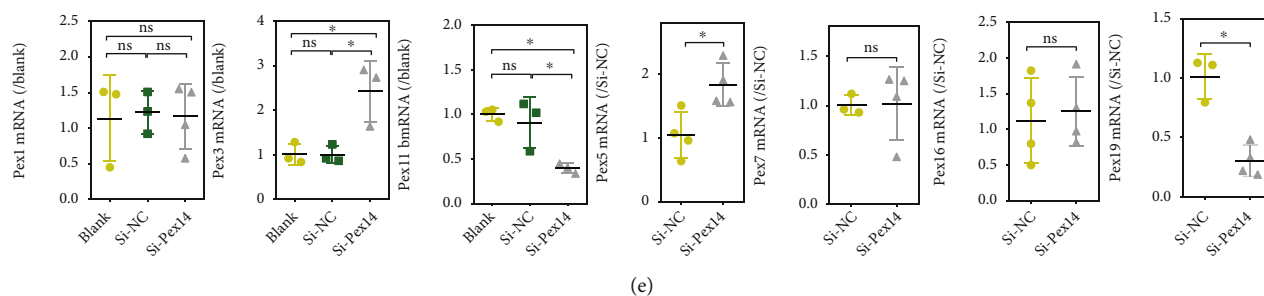 Pex1 mRNA (/blank)
2.5
2.0
1.5
1.0
0.5
0.0
ns
ns
ns
Blank
Si-NC
Si-Pex14
Pex3 mRNA (/blank)
4
3
2
1
0
*
ns
*
Blank
Si-NC
Si-Pex14
Pex11 bmRNA (/blank)
2.0
1.5
1.0
0.5
0.0
*
ns
*
Blank
Si-NC
Si-Pex14
Pex5 mRNA (/Si-NC)
2
1
0
*
Si-NC
Si-Pex14
Pex7 mRNA (/Si-NC)
1.5
1.0
0.5
0.0
ns
Si-NC
Si-Pex14
Pex16 mRNA (/Si-NC)
2.5
2.0
1.5
1.0
0.5
0.0
ns
Si-NC
Si-Pex14
Pex19 mRNA (/Si-NC)
1.5
1.0
0.5
0.0
*
Si-NC
Si-Pex14
(e)